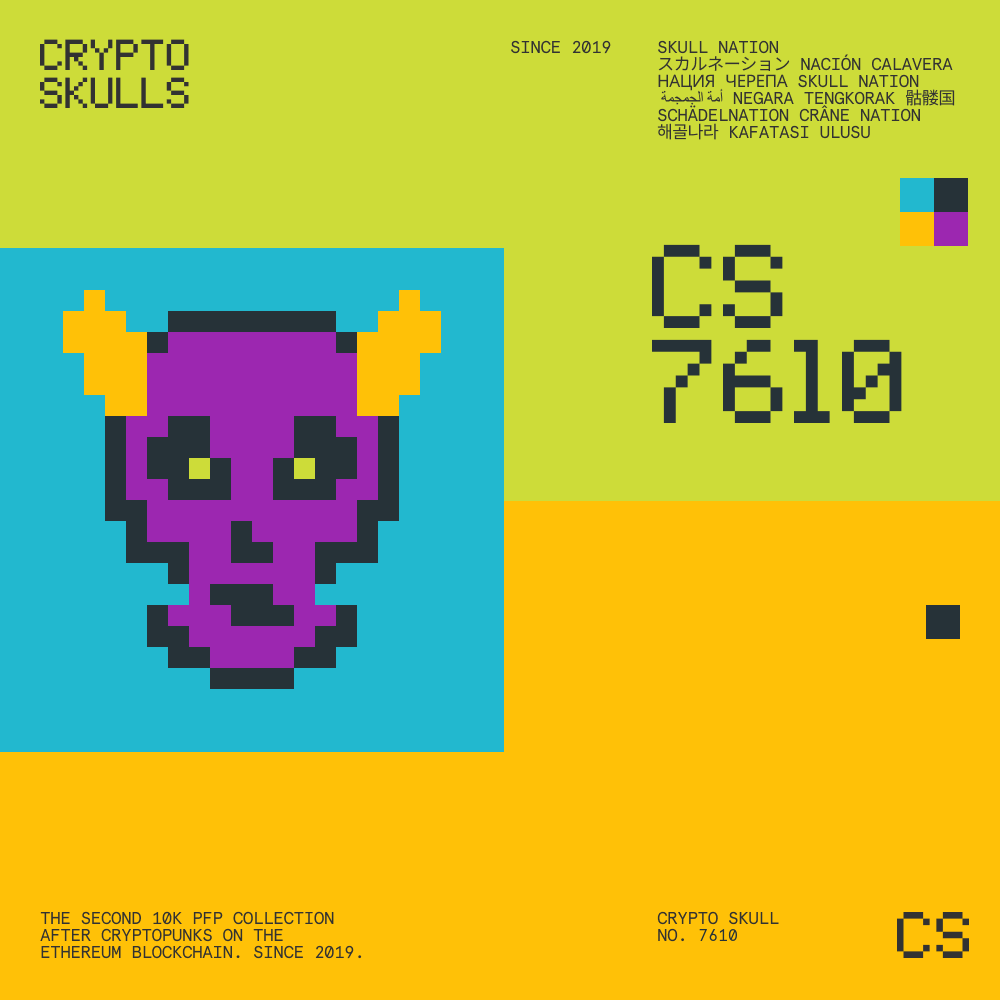 CRYPTO
SKULLS
SINCE 2019
SKULL NATION
スカルネーション NACIÓN CALAVERA
НАЦИЯ ЧЕРЕПА SKULL NATION
أمة الجمجمة NEGARA TENGKORAK 骷髅国
SCHÄDELNATION CRÂNE NATION
해골나라 KAFATASI ULUSU
CS
7610
THE SECOND 10K PFP COLLECTION
AFTER CRYPTOPUNKS ON THE
ETHEREUM BLOCKCHAIN. SINCE 2019.
CRYPTO SKULL
NO. 7610
CS